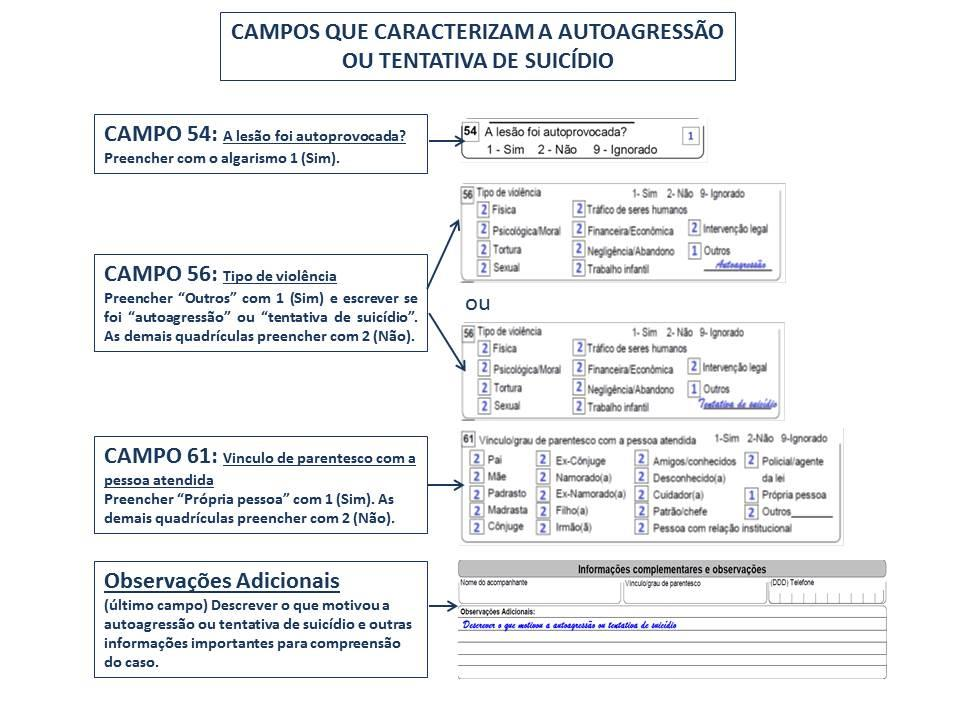 CAMPOS QUE CARACTERIZAM A AUTOAGRESSÃO
OU TENTATIVA DE SUICÍDIO
CAMPO 54: A lesão foi autoprovocada?
Preencher com o algarismo 1 (Sim).
54 A lesão foi autoprovocada? 1
1 - Sim 2 - Não 9 - Ignorado
CAMPO 56: Tipo de violência
Preencher “Outros” com 1 (Sim) e escrever se
foi “autoagressão” ou “tentativa de suicídio”.
As demais quadrículas preencher com 2 (Não).
56 Tipo de violência 1- Sim 2- Não 9- Ignorado
2 Física 2 Tráfico de seres humanos
2 Psicológica/Moral 2 Financeira/Econômica 2 Intervenção legal
2 Tortura 2 Negligência/Abandono 1 Outros
2 Sexual 2 Trabalho infantil Autoagressão
ou
56 Tipo de violência 1- Sim 2- Não 9- Ignorado
2 Física 2 Tráfico de seres humanos
2 Psicológica/Moral 2 Financeira/Econômica 2 Intervenção legal
2 Tortura 2 Negligência/Abandono 1 Outros
2 Sexual 2 Trabalho infantil Tentativa de suicídio
CAMPO 61: Vinculo de parentesco com a
pessoa atendida
Preencher “Própria pessoa” com 1 (Sim). As
demais quadrículas preencher com 2 (Não).
61 Vínculo/grau de parentesco com a pessoa atendida 1-Sim 2-Não 9-Ignorado
2 Pai 2 Ex-Cônjuge 2 Amigos/conhecidos 2 Policial/agente
2 Mãe 2 Namorado(a) 2 Desconhecido(a) da lei
2 Padrasto 2 Ex-Namorado(a) 2 Cuidador(a) 1 Própria pessoa
2 Madrasta 2 Filho(a) 2 Patrão/chefe 2 Outros
2 Cônjuge 2 Irmão(ã) 2 Pessoa com relação institucional
Observações Adicionais
(último campo) Descrever o que motivou a
autoagressão ou tentativa de suicídio e outras
informações importantes para compreensão
do caso.
Informações complementares e observações
Nome do acompanhante Vínculo/grau de parentesco (DDD) Telefone
Observações Adicionais:
Descrever o que motivou a autoagressão ou tentativa de suicídio